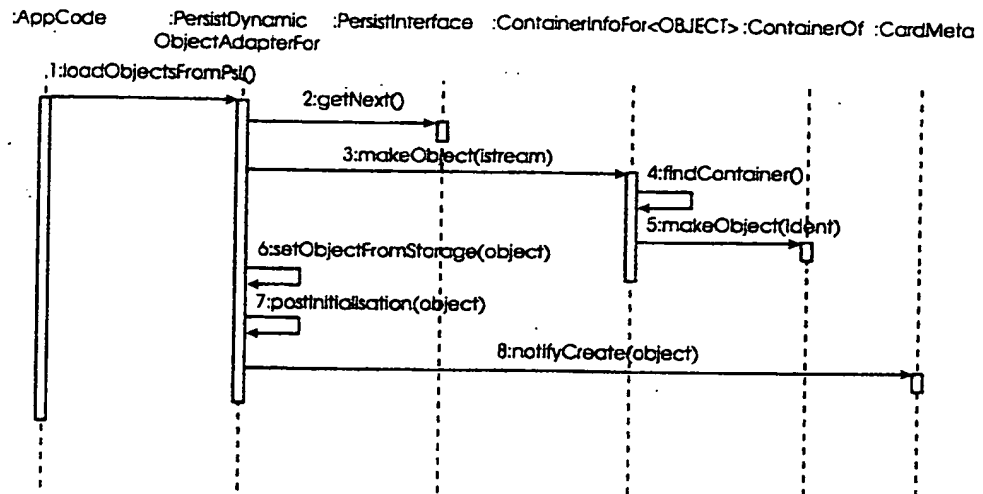 :AppCode :PersistDynamic :PersistInterface :ContainerInfoFor<OBJECT> :ContainerOf :CardMeta
ObjectAdapterFor
1:loadObjectsFromPsl()
2:getNext()
3:makeObject(istream)
4:findContainer()
5:makeObject(ident)
6:setObjectFromStorage(object)
7:postInitialisation(object)
8:notifyCreate(object)